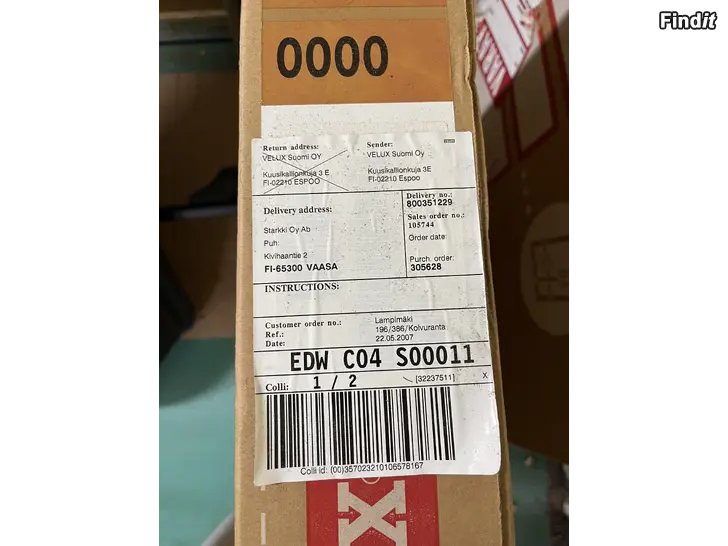 Findit
0000
Return address:
VELUX Suomi OY
Kuusikallionkuja 3 E
FI-02210 ESPOO
Sender:
VELUX Suomi Oy
Kuusikallionkuja 3E
FI-02210 Espoo
Delivery address:
Starkki Oy Ab
Puh:
Kivihaantie 2
FI-65300 VAASA
Delivery no.:
800351229
Sales order no.:
105744
Order date:
Purch. order:
305628
INSTRUCTIONS:
Customer order no.: Lampimäki
Ref.: 196/386/Koivuranta
Date: 22.05.2007
EDW C04 S00011
Colli: 1 / 2 [32237511] X
Colli id: (00)357023210106578167
X